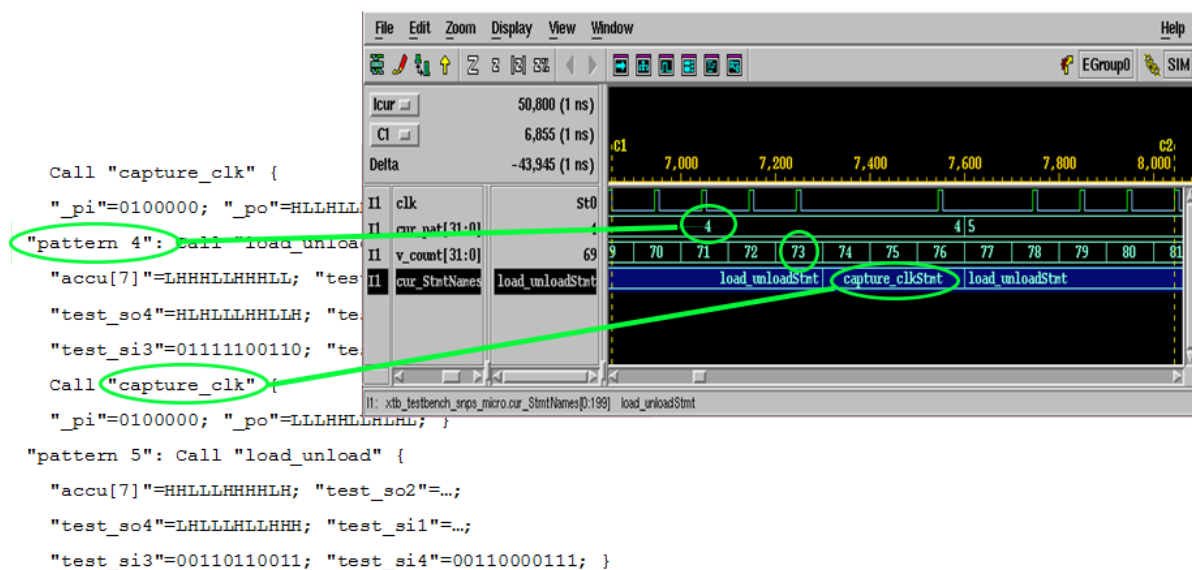 File Edit Zoom Display View Window Help
EGroup0 SIM
Icur 50,800 (1 ns)
C1 6,855 (1 ns)
Delta -43,945 (1 ns)
C1 C2
7,000 7,200 7,400 7,600 7,800 8,000
I1 clk St0
I1 cur_pat[31:0] 4 4 4 5
I1 v_count[31:0] 69 9 70 71 72 73 74 75 76 77 78 79 80 81
I1 cur_StmtNames load_unloadStmt load_unloadStmt capture_clkStmt load_unloadStmt
I1: xtb_testbench_snps_micro.cur_StmtNames[0:199] load_unloadStmt
Call "capture_clk" {
"_pi"=0100000; "_po"=HLLHLL
"pattern 4": Call "load_unload
"accu[7]"=LHHHLLHHHLL; "tes
"test_so4"=HLHLLLHHLLH; "te
"test_si3"=01111100110; "te
Call "capture_clk" {
"_pi"=0100000; "_po"=LLLHHLLHLHL; }
"pattern 5": Call "load_unload" {
"accu[7]"=HHLLLHHHHLH; "test_so2"=…;
"test_so4"=LHLLLHLLHHH; "test_si1"=…;
"test_si3"=00110110011; "test_si4"=00110000111; }